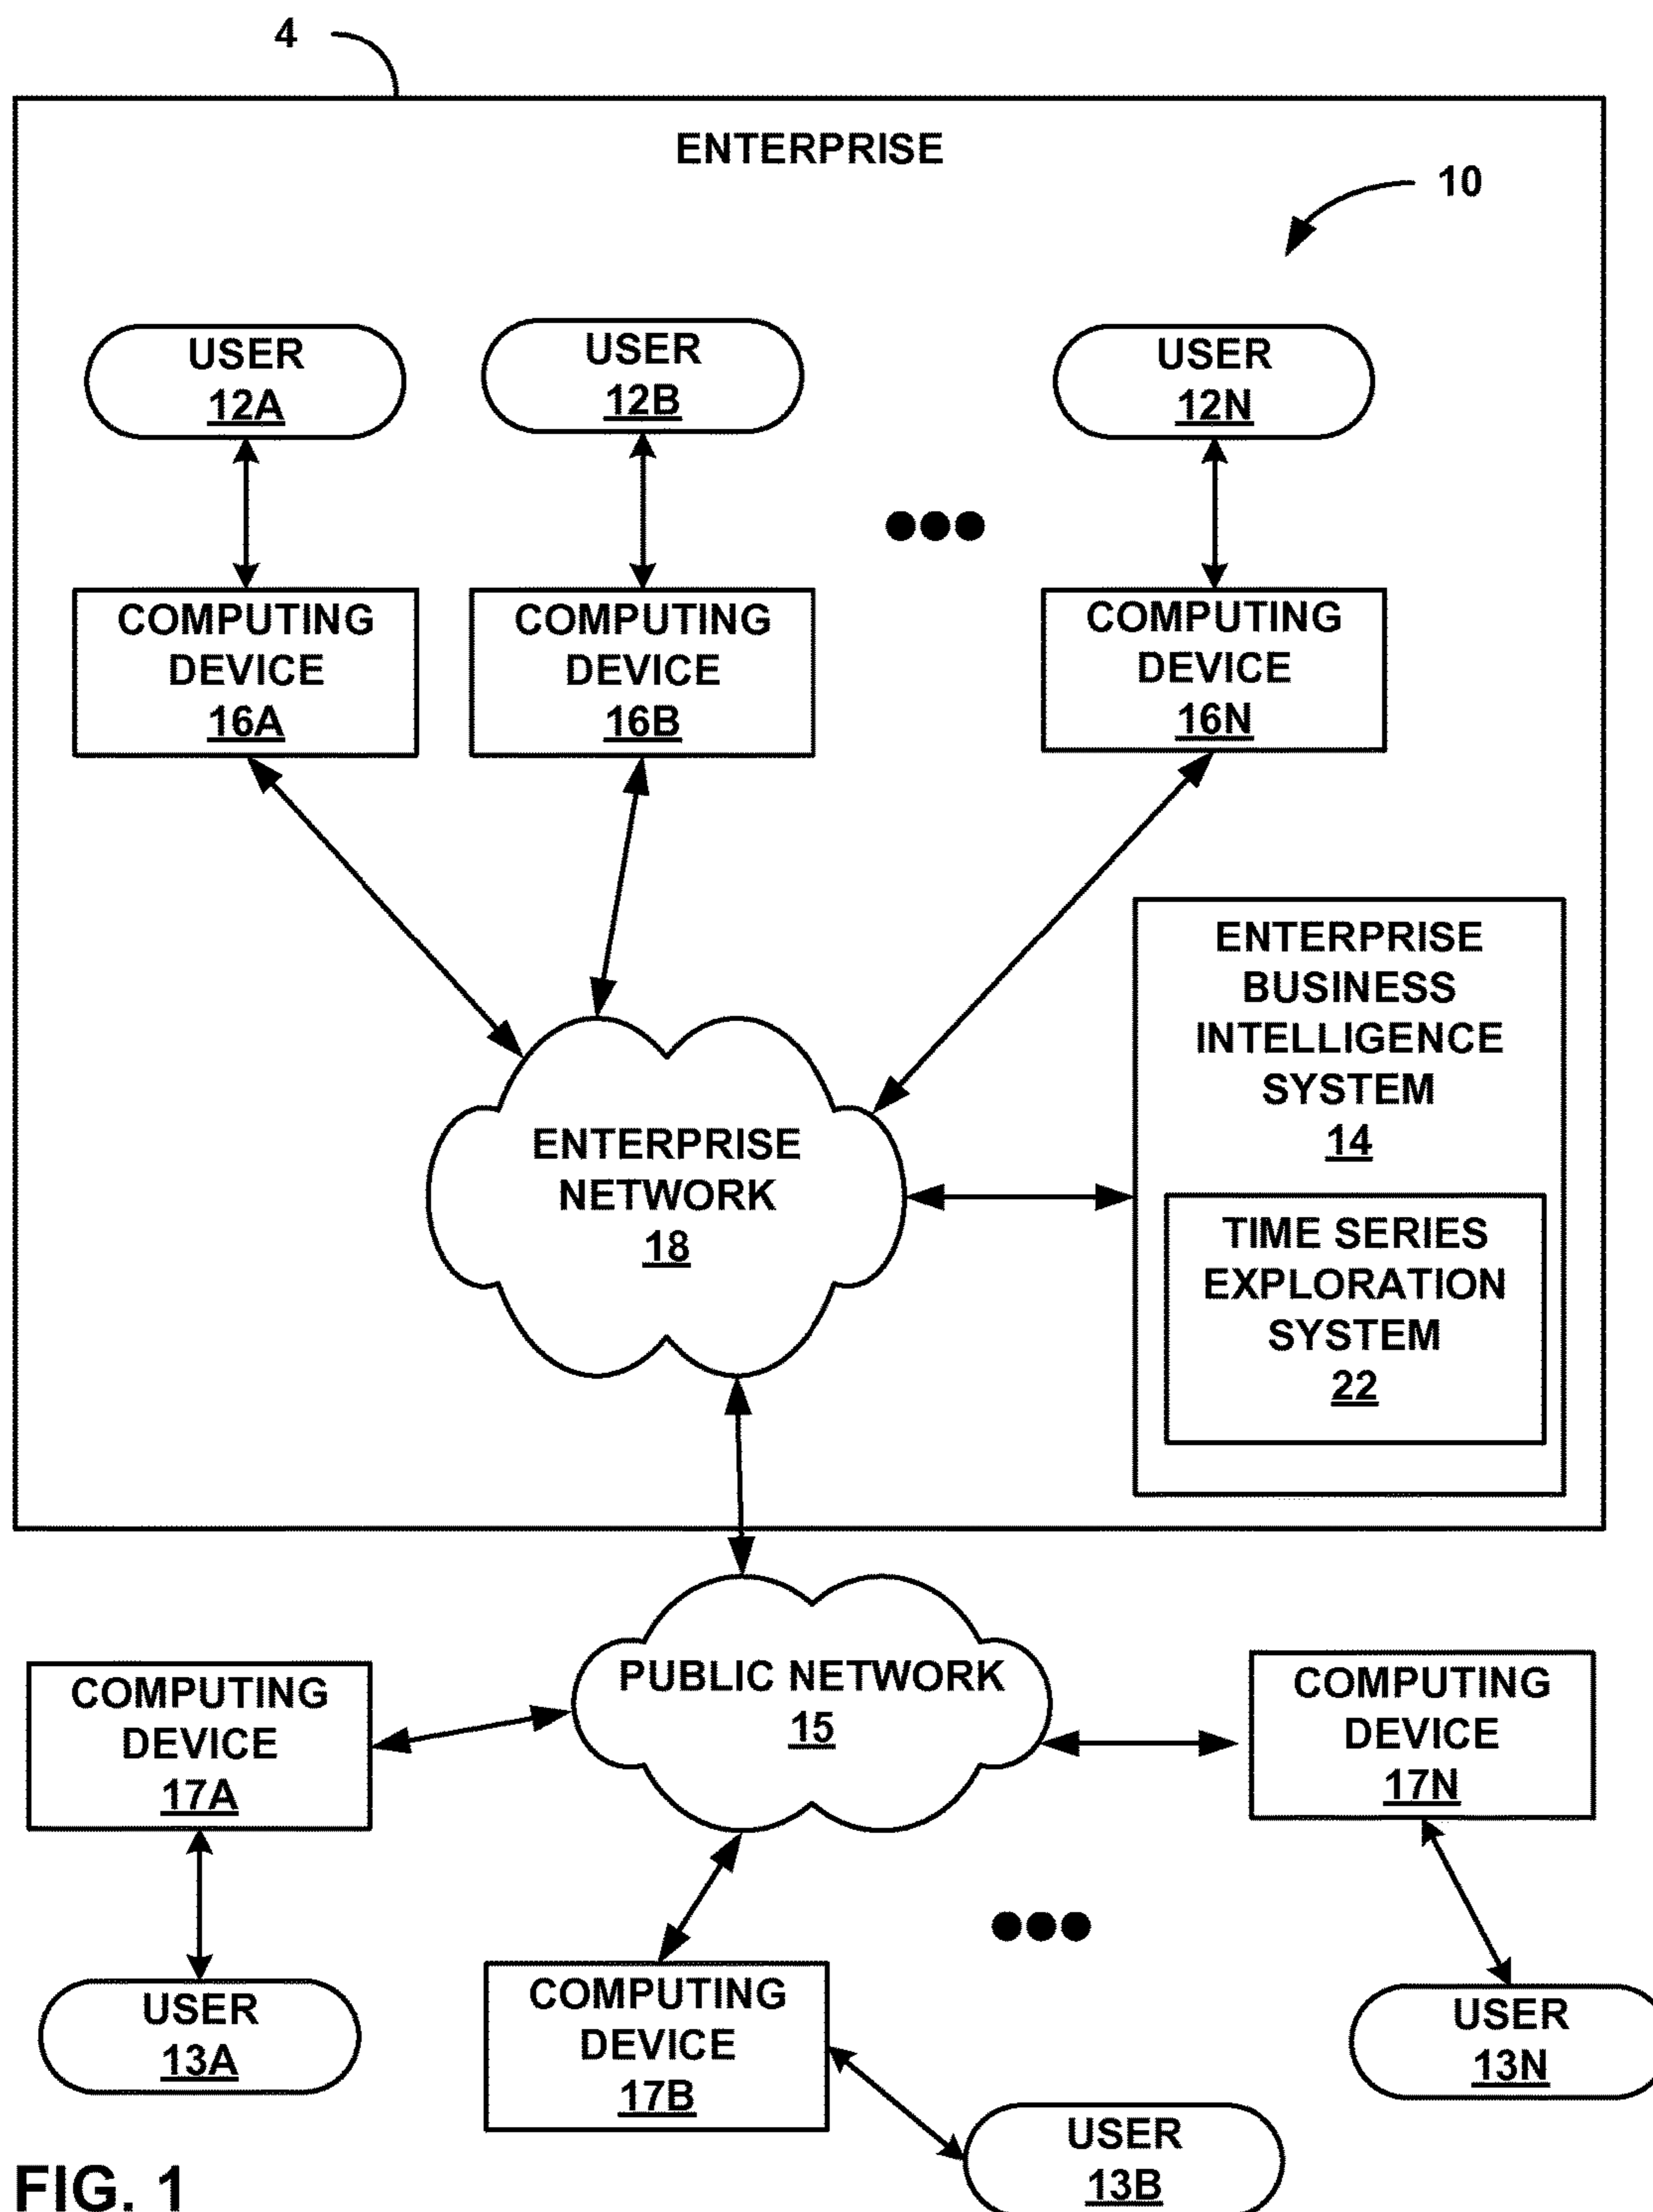 4
ENTERPRISE
10
USER
12A
USER
12B
USER
12N
COMPUTING
DEVICE
16A
COMPUTING
DEVICE
16B
COMPUTING
DEVICE
16N
ENTERPRISE
BUSINESS
INTELLIGENCE
SYSTEM
14
ENTERPRISE
NETWORK
18
TIME SERIES
EXPLORATION
SYSTEM
22
PUBLIC NETWORK
15
COMPUTING
DEVICE
17A
COMPUTING
DEVICE
17N
USER
13A
COMPUTING
DEVICE
17B
USER
13N
USER
13B
FIG. 1